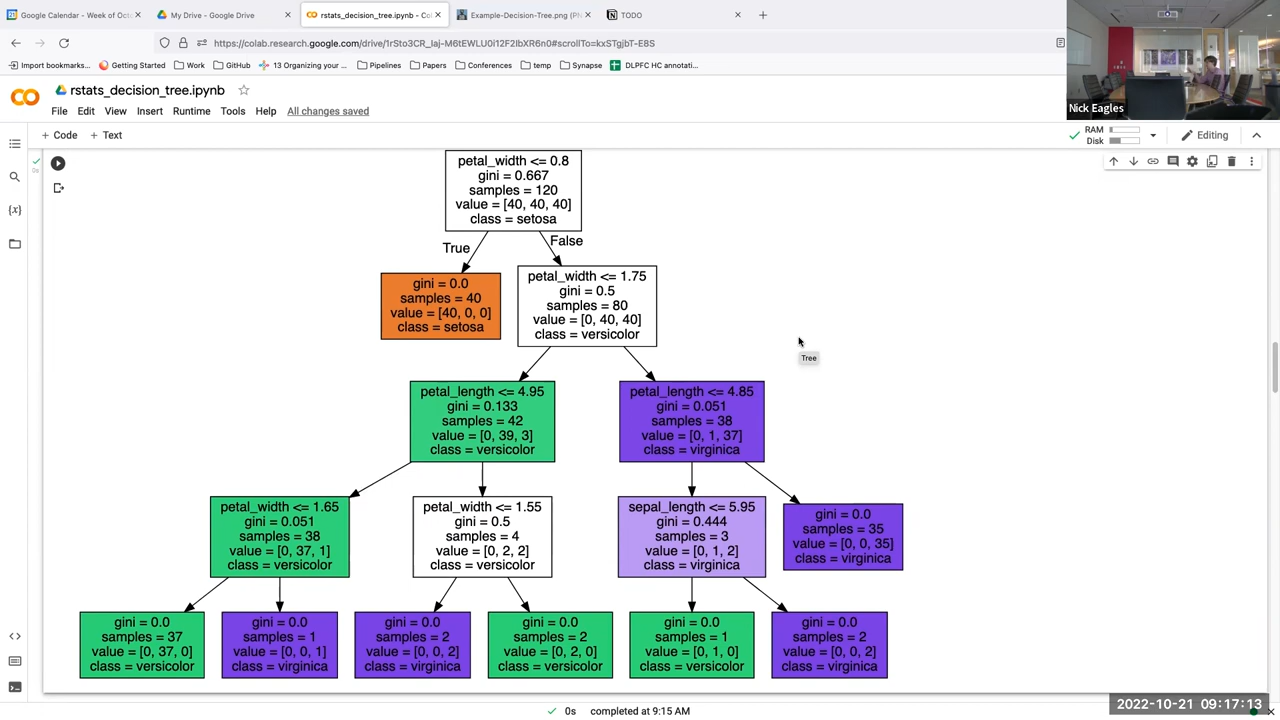 Google Calendar - Week of Octo
My Drive - Google Drive
rstats_decision_tree.ipynb - Col
Example-Decision-Tree.png (PN
TODO
https://colab.research.google.com/drive/1rSto3CR_Iaj-M6tEWLU0i12F2IbXR6n0#scrollTo=kxSTgjbT-E8S
Import bookmarks...
Getting Started
Work
GitHub
13 Organizing your ...
Pipelines
Papers
Conferences
temp
Synapse
DLPFC HC annotati...
Nick Eagles
rstats_decision_tree.ipynb
File Edit View Insert Runtime Tools Help All changes saved
+ Code + Text
RAM
Disk
Editing
petal_width <= 0.8
gini = 0.667
samples = 120
value = [40, 40, 40]
class = setosa
True
False
gini = 0.0
samples = 40
value = [40, 0, 0]
class = setosa
petal_width <= 1.75
gini = 0.5
samples = 80
value = [0, 40, 40]
class = versicolor
Tree
petal_length <= 4.95
gini = 0.133
samples = 42
value = [0, 39, 3]
class = versicolor
petal_length <= 4.85
gini = 0.051
samples = 38
value = [0, 1, 37]
class = virginica
petal_width <= 1.65
gini = 0.051
samples = 38
value = [0, 37, 1]
class = versicolor
petal_width <= 1.55
gini = 0.5
samples = 4
value = [0, 2, 2]
class = versicolor
sepal_length <= 5.95
gini = 0.444
samples = 3
value = [0, 1, 2]
class = virginica
gini = 0.0
samples = 35
value = [0, 0, 35]
class = virginica
gini = 0.0
samples = 37
value = [0, 37, 0]
class = versicolor
gini = 0.0
samples = 1
value = [0, 0, 1]
class = virginica
gini = 0.0
samples = 2
value = [0, 0, 2]
class = virginica
gini = 0.0
samples = 2
value = [0, 2, 0]
class = versicolor
gini = 0.0
samples = 1
value = [0, 1, 0]
class = versicolor
gini = 0.0
samples = 2
value = [0, 0, 2]
class = virginica
0s completed at 9:15 AM
2022-10-21 09:17:13